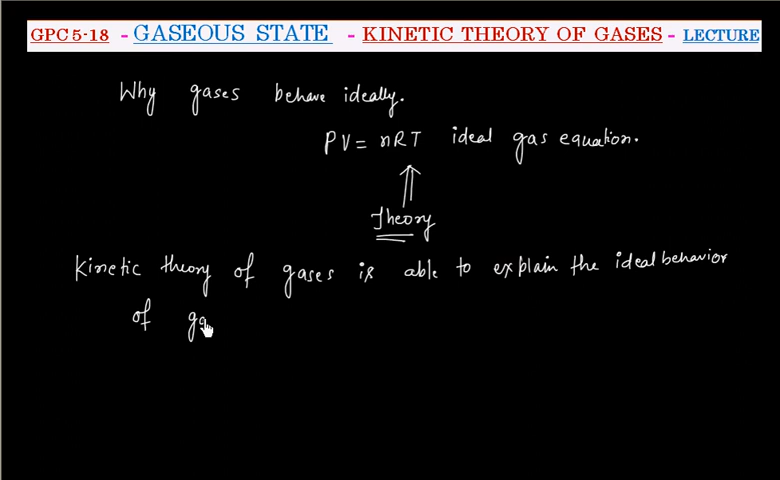 GPC 5-18 - GASEOUS STATE - KINETIC THEORY OF GASES - LECTURE
Why gases behave ideally.
PV = nRT ideal gas equation.
Theory
Kinetic theory of gases is able to explain the ideal behavior
of ga